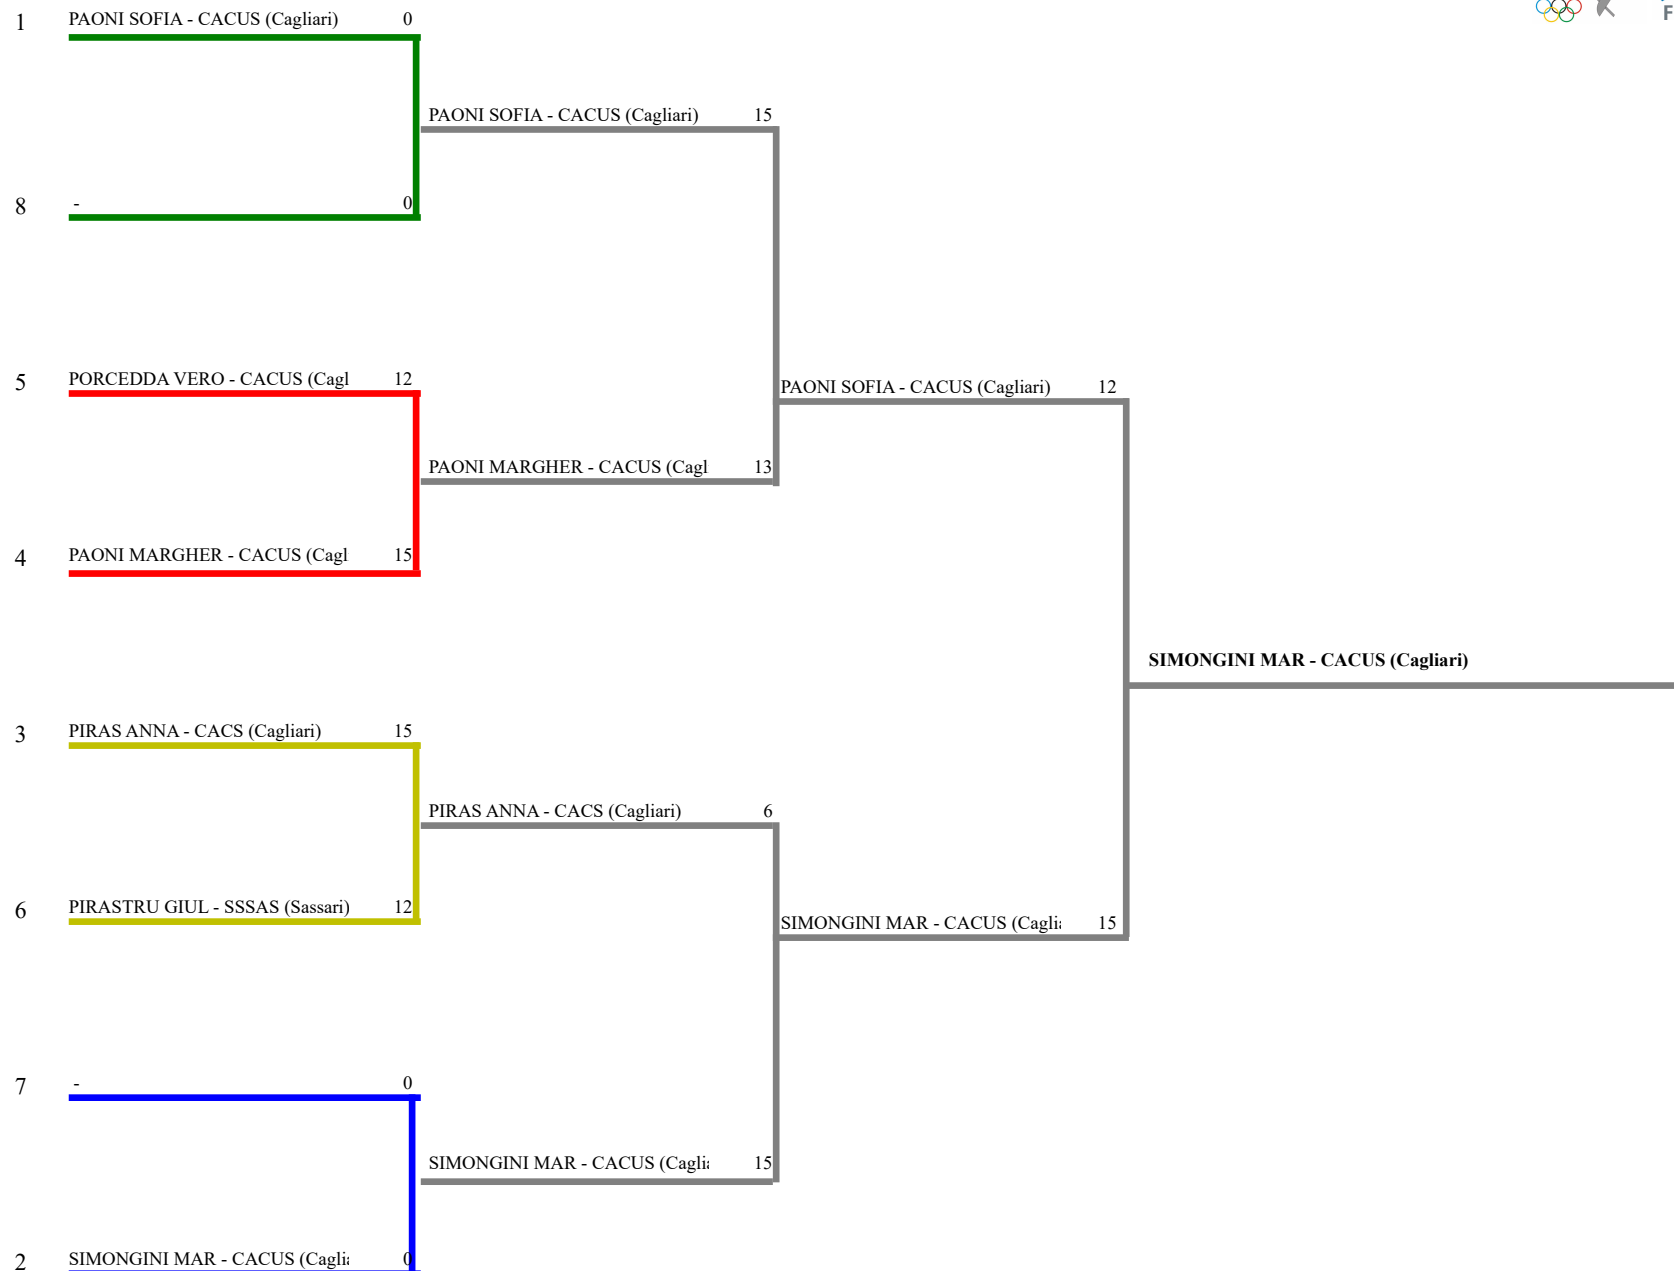 1 PAONI SOFIA - CACUS (Cagliari) 0
F
PAONI SOFIA - CACUS (Cagliari) 15
8 - 0
5 PORCEDDA VERO - CACUS (Cagl 12
PAONI SOFIA - CACUS (Cagliari) 12
PAONI MARGHER - CACUS (Cagl 13
4 PAONI MARGHER - CACUS (Cagl 15
SIMONGINI MAR - CACUS (Cagliari)
3 PIRAS ANNA - CACS (Cagliari) 15
PIRAS ANNA - CACS (Cagliari) 6
6 PIRASTRU GIUL - SSSAS (Sassari) 12
SIMONGINI MAR - CACUS (Caglia 15
7 - 0
SIMONGINI MAR - CACUS (Caglia 15
2 SIMONGINI MAR - CACUS (Caglia 0